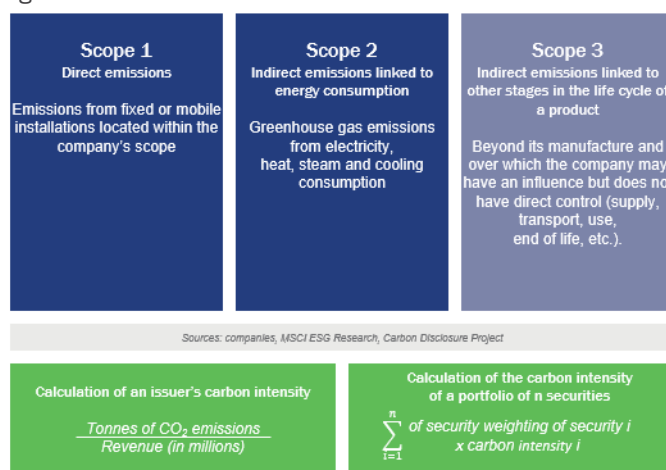 Scope 1
Direct emissions
Emissions from fixed or mobile
installations located within the
company's scope
Scope 2
Indirect emissions linked to
energy consumption
Greenhouse gas emissions
from electricity,
heat, steam and cooling
consumption
Scope 3
Indirect emissions linked to
other stages in the life cycle of
a product
Beyond its manufacture and
over which the company may
have an influence but does no
have direct control (supply,
transport, use,
end of life, etc.).
Sources: companies, MSCI ESG Research, Carbon Disclosure Project
Calculation of an issuer's carbon intensity
Tonnes of CO₂ emissions
Revenue (in millions)
Calculation of the carbon intensity
of a portfolio of n securities
n
∑ of security weighting of security i
i=1
x carbon intensity i